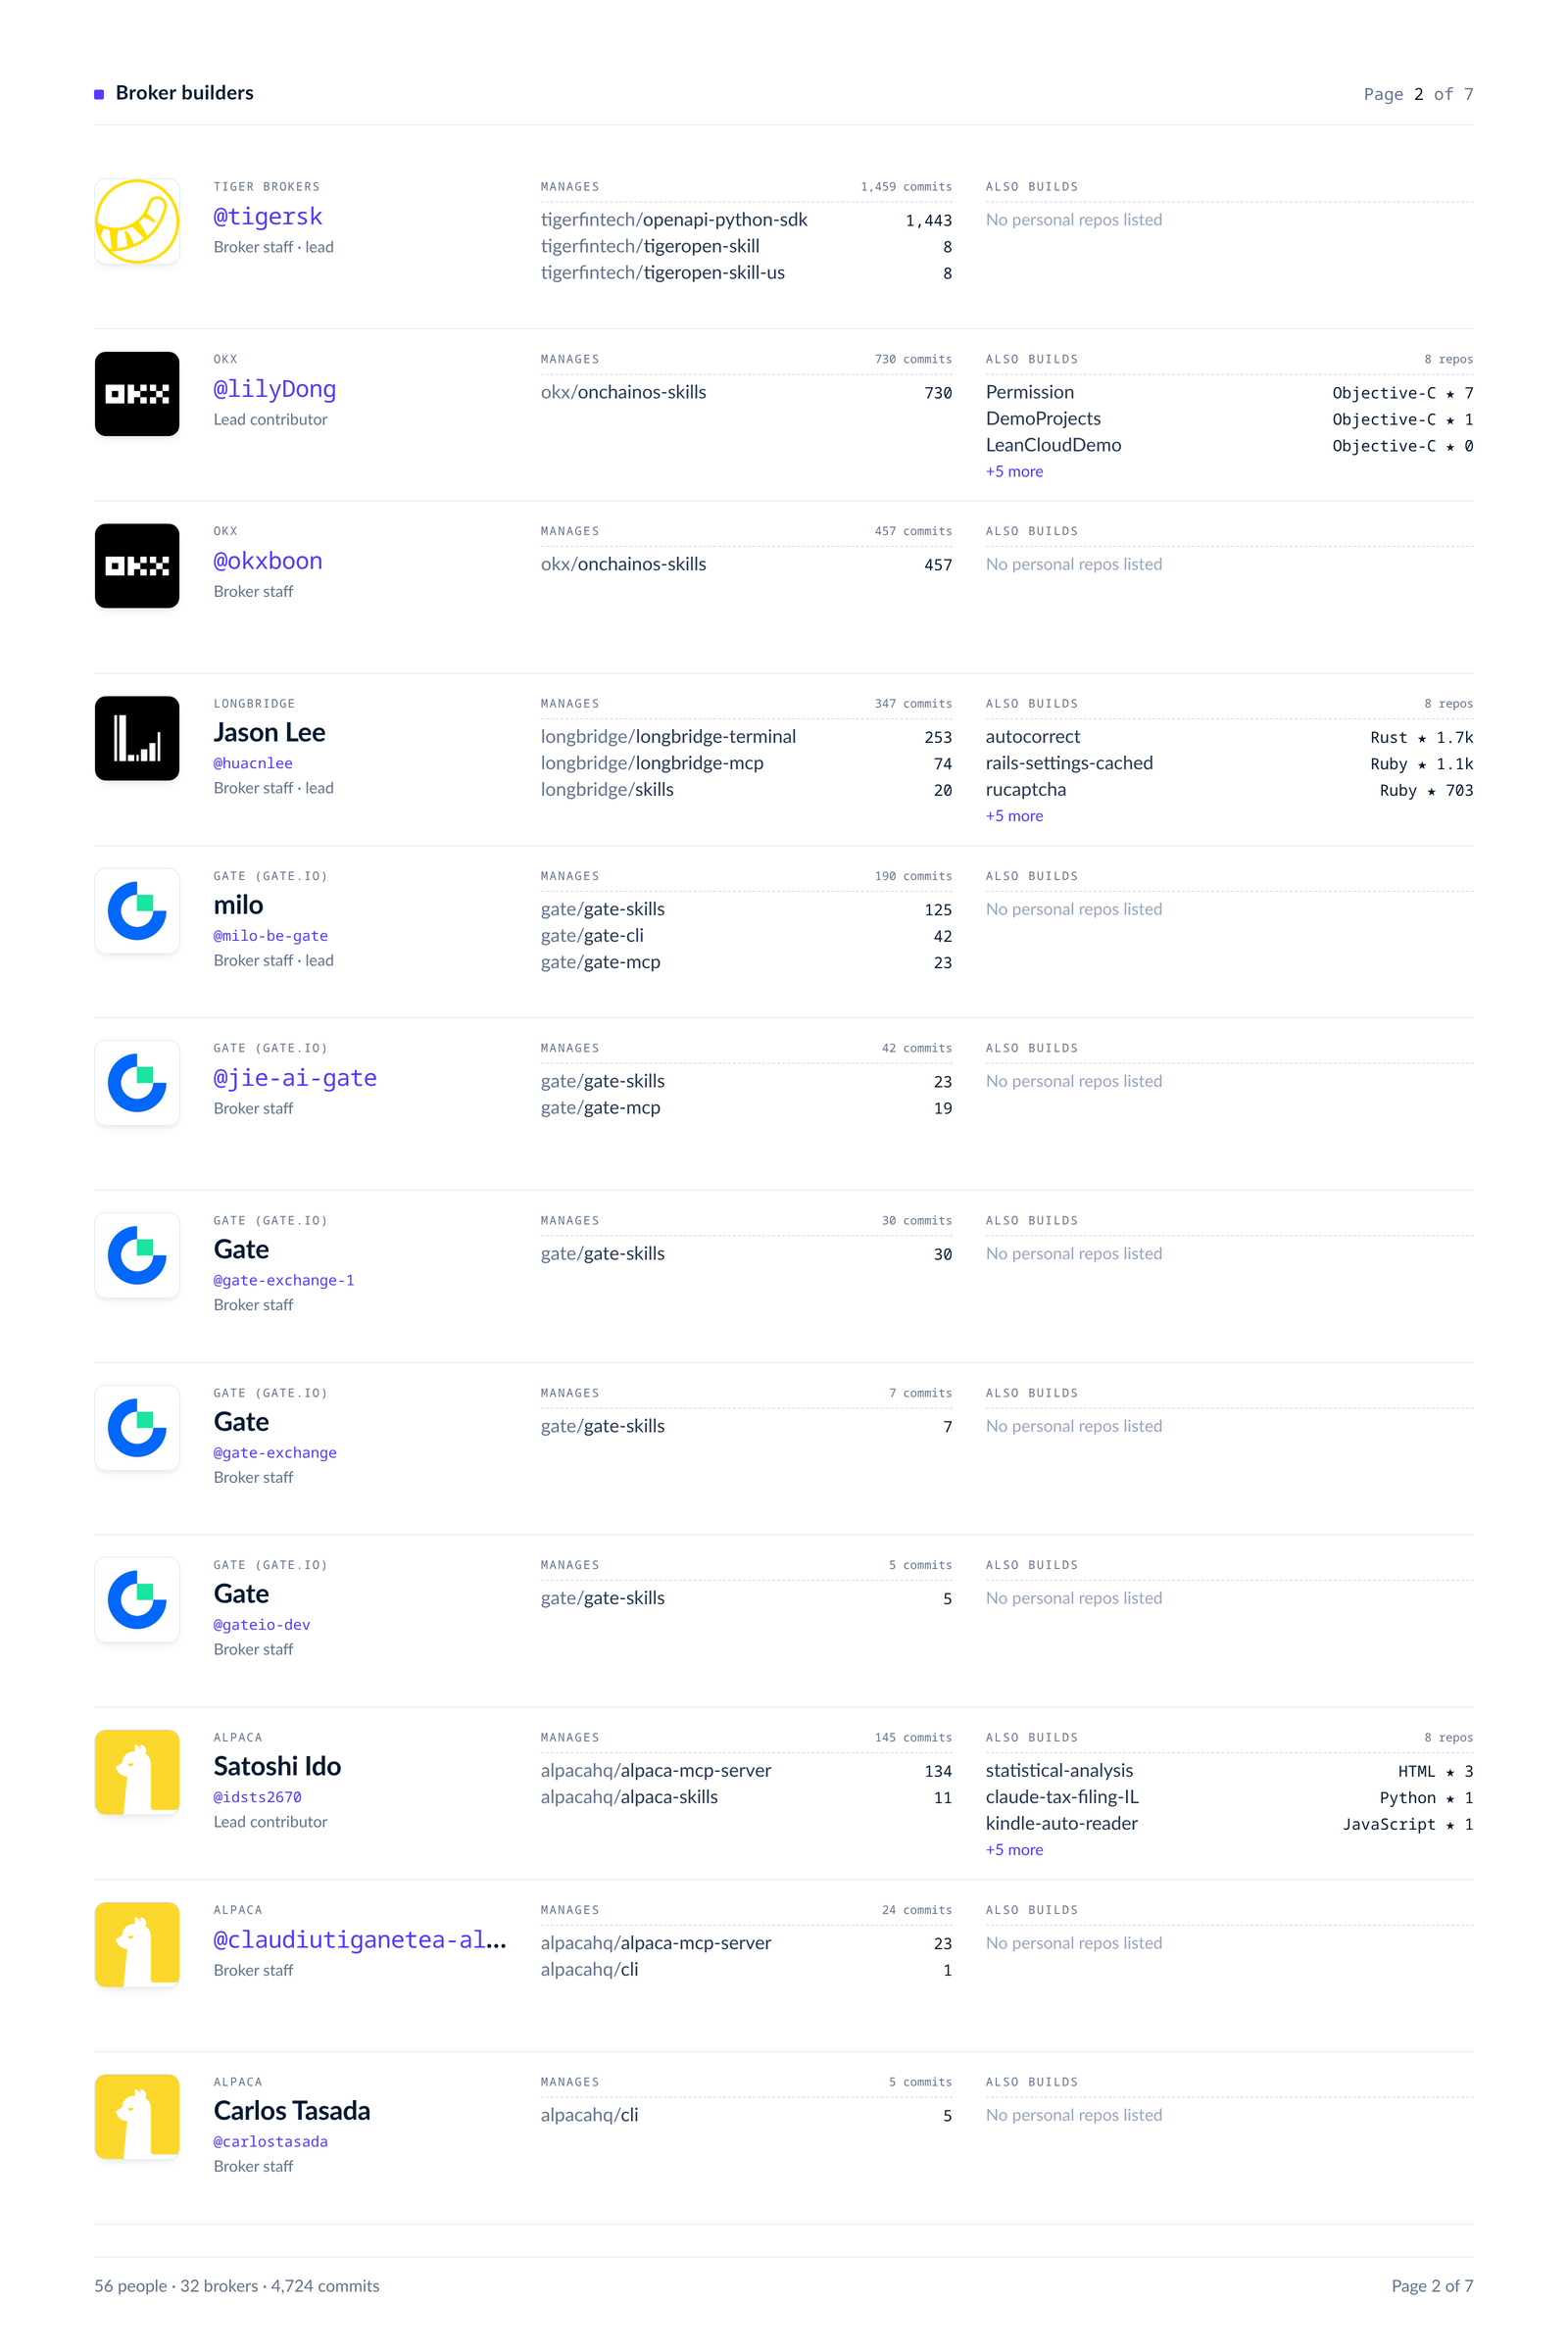 Broker builders
Page 2 of 7
TIGER BROKERS
@tigersk
Broker staff · lead
MANAGES 1,459 commits
tigerfintech/openapi-python-sdk 1,443
tigerfintech/tigeropen-skill 8
tigerfintech/tigeropen-skill-us 8
ALSO BUILDS
No personal repos listed
OKX
OKX
@lilyDong
Lead contributor
MANAGES 730 commits
okx/onchainos-skills 730
ALSO BUILDS 8 repos
Permission Objective-C ★ 7
DemoProjects Objective-C ★ 1
LeanCloudDemo Objective-C ★ 0
+5 more
OKX
OKX
@okxboon
Broker staff
MANAGES 457 commits
okx/onchainos-skills 457
ALSO BUILDS
No personal repos listed
LONGBRIDGE
Jason Lee
@huacnlee
Broker staff · lead
MANAGES 347 commits
longbridge/longbridge-terminal 253
longbridge/longbridge-mcp 74
longbridge/skills 20
ALSO BUILDS 8 repos
autocorrect Rust ★ 1.7k
rails-settings-cached Ruby ★ 1.1k
rucaptcha Ruby ★ 703
+5 more
GATE (GATE.IO)
milo
@milo-be-gate
Broker staff · lead
MANAGES 190 commits
gate/gate-skills 125
gate/gate-cli 42
gate/gate-mcp 23
ALSO BUILDS
No personal repos listed
GATE (GATE.IO)
@jie-ai-gate
Broker staff
MANAGES 42 commits
gate/gate-skills 23
gate/gate-mcp 19
ALSO BUILDS
No personal repos listed
GATE (GATE.IO)
Gate
@gate-exchange-1
Broker staff
MANAGES 30 commits
gate/gate-skills 30
ALSO BUILDS
No personal repos listed
GATE (GATE.IO)
Gate
@gate-exchange
Broker staff
MANAGES 7 commits
gate/gate-skills 7
ALSO BUILDS
No personal repos listed
GATE (GATE.IO)
Gate
@gateio-dev
Broker staff
MANAGES 5 commits
gate/gate-skills 5
ALSO BUILDS
No personal repos listed
ALPACA
Satoshi Ido
@idsts2670
Lead contributor
MANAGES 145 commits
alpacahq/alpaca-mcp-server 134
alpacahq/alpaca-skills 11
ALSO BUILDS 8 repos
statistical-analysis HTML ★ 3
claude-tax-filing-IL Python ★ 1
kindle-auto-reader JavaScript ★ 1
+5 more
ALPACA
@claudiutiganetea-al...
Broker staff
MANAGES 24 commits
alpacahq/alpaca-mcp-server 23
alpacahq/cli 1
ALSO BUILDS
No personal repos listed
ALPACA
Carlos Tasada
@carlostasada
Broker staff
MANAGES 5 commits
alpacahq/cli 5
ALSO BUILDS
No personal repos listed
56 people · 32 brokers · 4,724 commits
Page 2 of 7